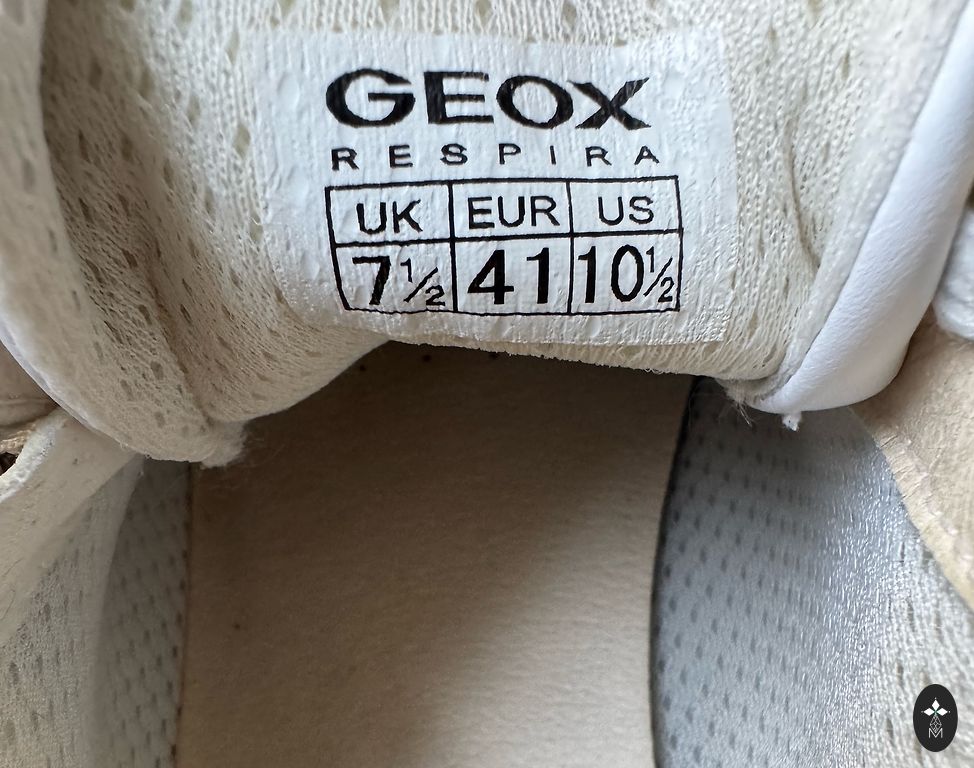 GEOX
RESPIRA
UK EUR US
7½ 41 10½
M